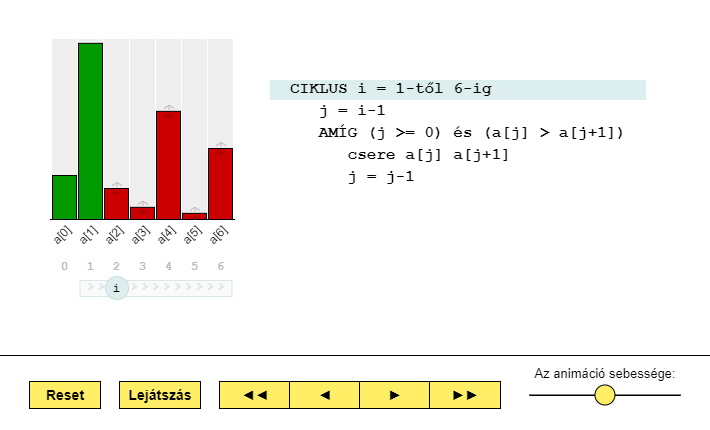 CIKLUS i = 1-től 6-ig
j = i-1
AMÍG (j >= 0) és (a[j] > a[j+1])
csere a[j] a[j+1]
j = j-1
a[0] a[1] a[2] a[3] a[4] a[5] a[6]
0 1 2 3 4 5 6
i
Az animáció sebessége:
Reset Lejátszás